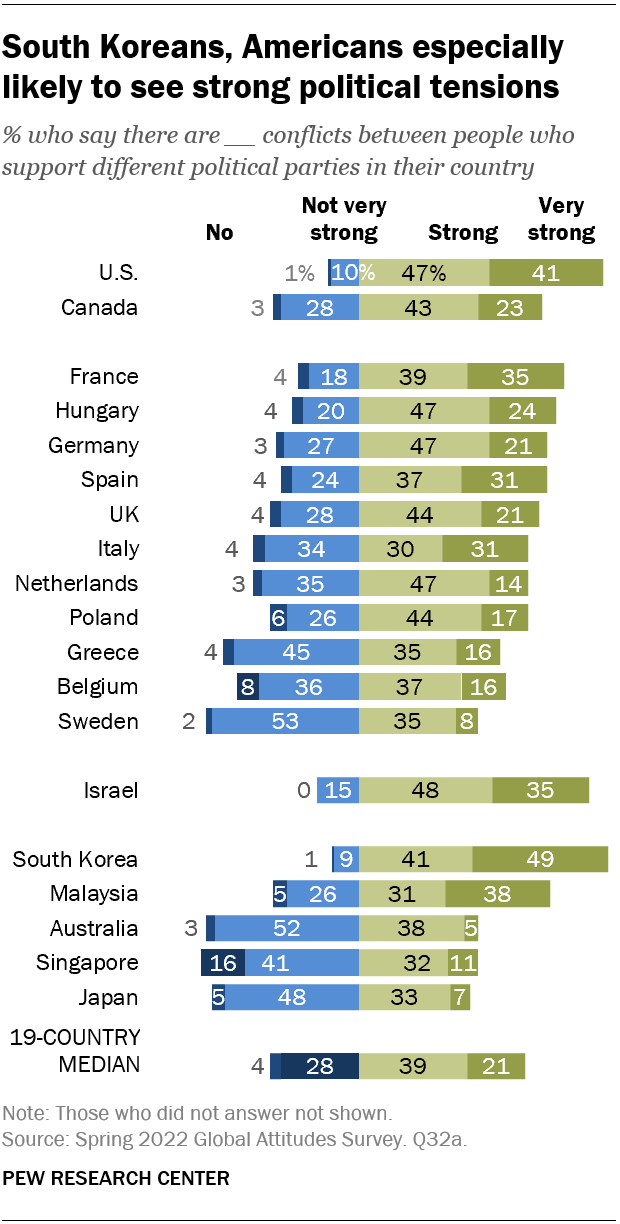 South Koreans, Americans especially
likely to see strong political tensions
% who say there are __ conflicts between people who
support different political parties in their country
No Not very strong Strong Very strong
U.S. 1% 10% 47% 41
Canada 3 28 43 23
France 4 18 39 35
Hungary 4 20 47 24
Germany 3 27 47 21
Spain 4 24 37 31
UK 4 28 44 21
Italy 4 34 30 31
Netherlands 3 35 47 14
Poland 6 26 44 17
Greece 4 45 35 16
Belgium 8 36 37 16
Sweden 2 53 35 8
Israel 0 15 48 35
South Korea 1 9 41 49
Malaysia 5 26 31 38
Australia 3 52 38 5
Singapore 16 41 32 11
Japan 5 48 33 7
19-COUNTRY
MEDIAN 4 28 39 21
Note: Those who did not answer not shown.
Source: Spring 2022 Global Attitudes Survey. Q32a.
PEW RESEARCH CENTER